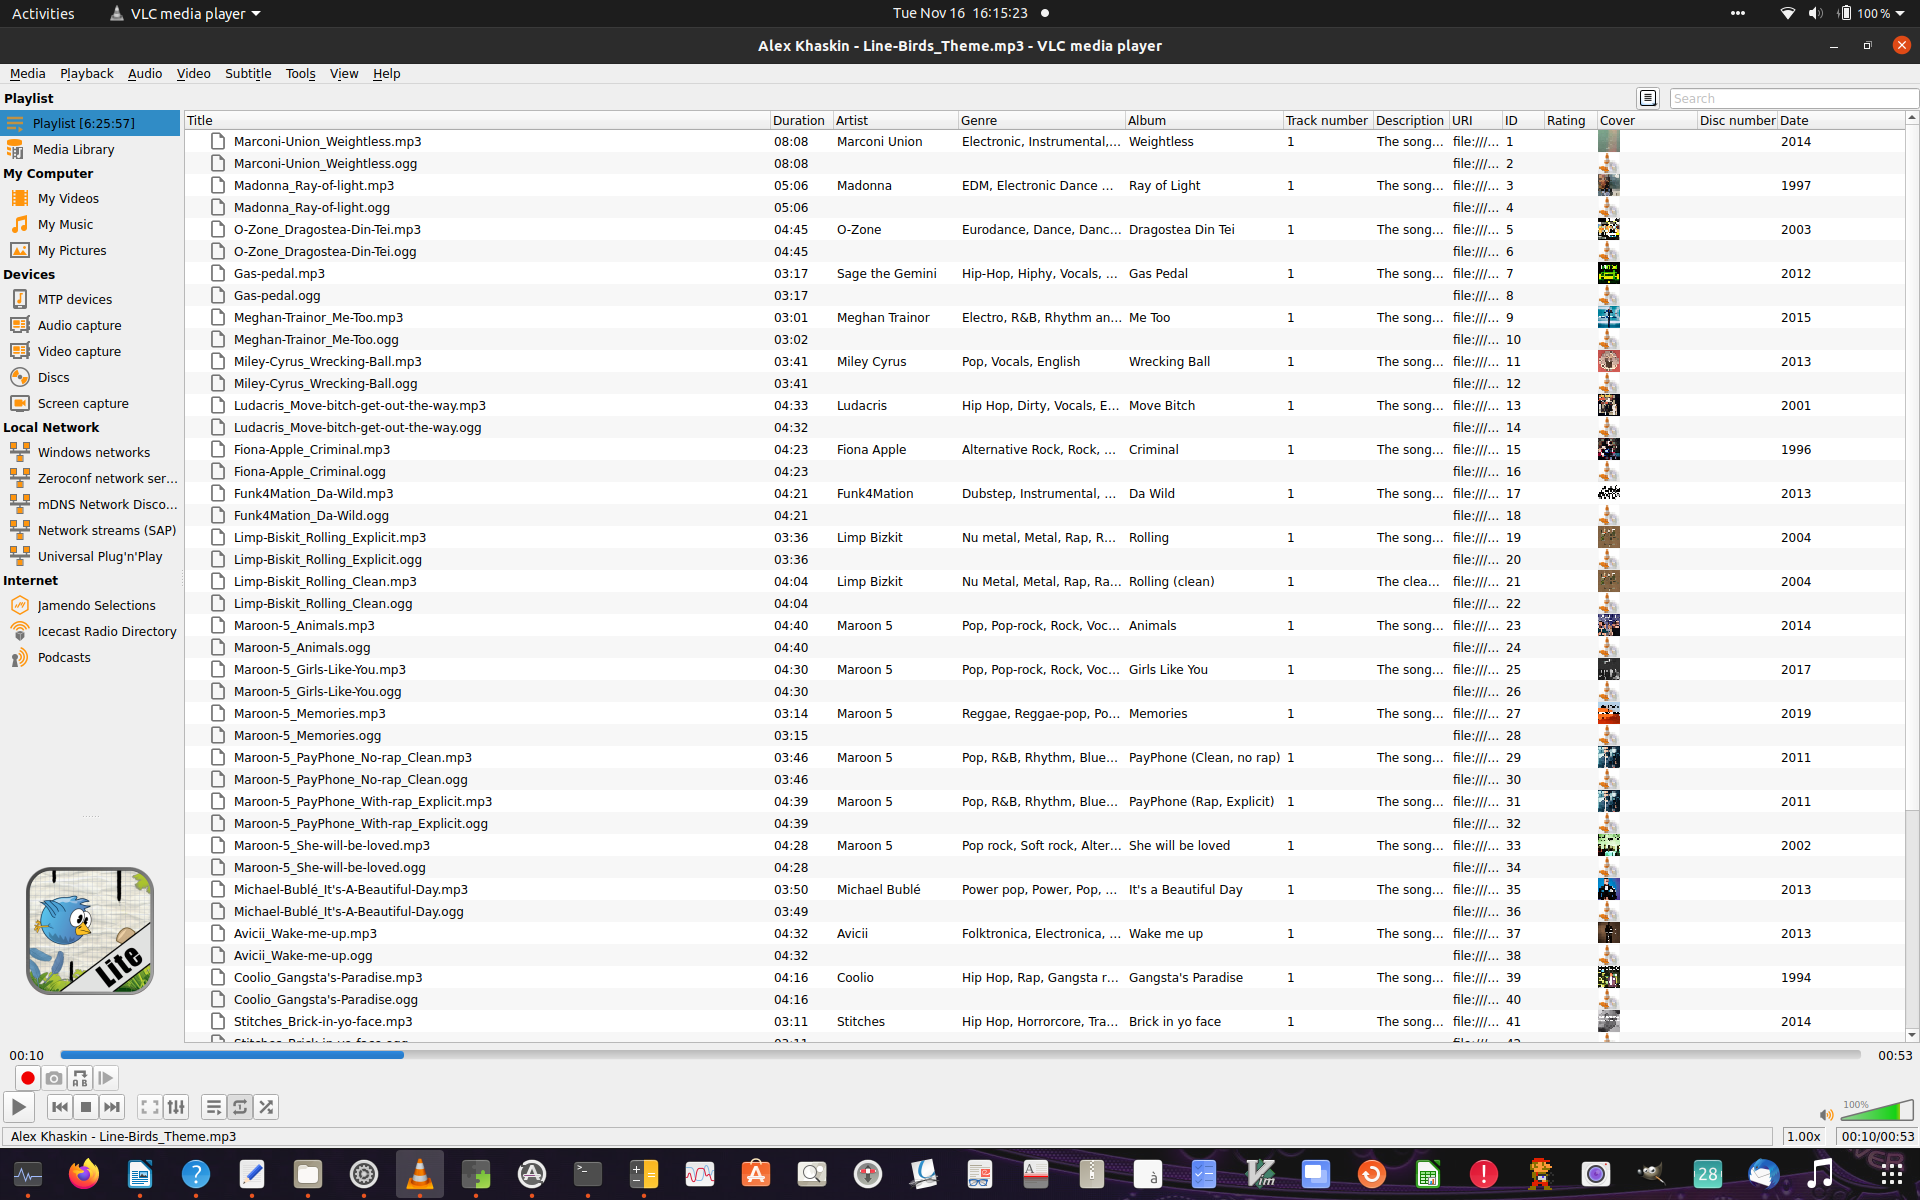 Activities VLC media player Tue Nov 16 16:15:23 100 %
Alex Khaskin - Line-Birds_Theme.mp3 - VLC media player
Media Playback Audio Video Subtitle Tools View Help
Playlist
Search
Playlist [6:25:57]
Media Library
My Computer
My Videos
My Music
My Pictures
Devices
MTP devices
Audio capture
Video capture
Discs
Screen capture
Local Network
Windows networks
Zeroconf network ser...
mDNS Network Disco...
Network streams (SAP)
Universal Plug'n'Play
Internet
Jamendo Selections
Icecast Radio Directory
Podcasts
Lite
Title Duration Artist Genre Album Track number Description URI ID Rating Cover Disc number Date
Marconi-Union_Weightless.mp3 08:08 Marconi Union Electronic, Instrumental,... Weightless 1 The song... file:///... 1 2014
Marconi-Union_Weightless.ogg 08:08 file:///... 2
Madonna_Ray-of-light.mp3 05:06 Madonna EDM, Electronic Dance ... Ray of Light 1 The song... file:///... 3 1997
Madonna_Ray-of-light.ogg 05:06 file:///... 4
O-Zone_Dragostea-Din-Tei.mp3 04:45 O-Zone Eurodance, Dance, Danc... Dragostea Din Tei 1 The song... file:///... 5 2003
O-Zone_Dragostea-Din-Tei.ogg 04:45 file:///... 6
Gas-pedal.mp3 03:17 Sage the Gemini Hip-Hop, Hiphy, Vocals, ... Gas Pedal 1 The song... file:///... 7 2012
Gas-pedal.ogg 03:17 file:///... 8
Meghan-Trainor_Me-Too.mp3 03:01 Meghan Trainor Electro, R&B, Rhythm an... Me Too 1 The song... file:///... 9 2015
Meghan-Trainor_Me-Too.ogg 03:02 file:///... 10
Miley-Cyrus_Wrecking-Ball.mp3 03:41 Miley Cyrus Pop, Vocals, English Wrecking Ball 1 The song... file:///... 11 2013
Miley-Cyrus_Wrecking-Ball.ogg 03:41 file:///... 12
Ludacris_Move-bitch-get-out-the-way.mp3 04:33 Ludacris Hip Hop, Dirty, Vocals, E... Move Bitch 1 The song... file:///... 13 2001
Ludacris_Move-bitch-get-out-the-way.ogg 04:32 file:///... 14
Fiona-Apple_Criminal.mp3 04:23 Fiona Apple Alternative Rock, Rock, ... Criminal 1 The song... file:///... 15 1996
Fiona-Apple_Criminal.ogg 04:23 file:///... 16
Funk4Mation_Da-Wild.mp3 04:21 Funk4Mation Dubstep, Instrumental, ... Da Wild 1 The song... file:///... 17 2013
Funk4Mation_Da-Wild.ogg 04:21 file:///... 18
Limp-Biskit_Rolling_Explicit.mp3 03:36 Limp Bizkit Nu metal, Metal, Rap, R... Rolling 1 The song... file:///... 19 2004
Limp-Biskit_Rolling_Explicit.ogg 03:36 file:///... 20
Limp-Biskit_Rolling_Clean.mp3 04:04 Limp Bizkit Nu Metal, Metal, Rap, Ra... Rolling (clean) 1 The clea... file:///... 21 2004
Limp-Biskit_Rolling_Clean.ogg 04:04 file:///... 22
Maroon-5_Animals.mp3 04:40 Maroon 5 Pop, Pop-rock, Rock, Voc... Animals 1 The song... file:///... 23 2014
Maroon-5_Animals.ogg 04:40 file:///... 24
Maroon-5_Girls-Like-You.mp3 04:30 Maroon 5 Pop, Pop-rock, Rock, Voc... Girls Like You 1 The song... file:///... 25 2017
Maroon-5_Girls-Like-You.ogg 04:30 file:///... 26
Maroon-5_Memories.mp3 03:14 Maroon 5 Reggae, Reggae-pop, Po... Memories 1 The song... file:///... 27 2019
Maroon-5_Memories.ogg 03:15 file:///... 28
Maroon-5_PayPhone_No-rap_Clean.mp3 03:46 Maroon 5 Pop, R&B, Rhythm, Blue... PayPhone (Clean, no rap) 1 The song... file:///... 29 2011
Maroon-5_PayPhone_No-rap_Clean.ogg 03:46 file:///... 30
Maroon-5_PayPhone_With-rap_Explicit.mp3 04:39 Maroon 5 Pop, R&B, Rhythm, Blue... PayPhone (Rap, Explicit) 1 The song... file:///... 31 2011
Maroon-5_PayPhone_With-rap_Explicit.ogg 04:39 file:///... 32
Maroon-5_She-will-be-loved.mp3 04:28 Maroon 5 Pop rock, Soft rock, Alter... She will be loved 1 The song... file:///... 33 2002
Maroon-5_She-will-be-loved.ogg 04:28 file:///... 34
Michael-Bublé_It's-A-Beautiful-Day.mp3 03:50 Michael Bublé Power pop, Power, Pop, ... It's a Beautiful Day 1 The song... file:///... 35 2013
Michael-Bublé_It's-A-Beautiful-Day.ogg 03:49 file:///... 36
Avicii_Wake-me-up.mp3 04:32 Avicii Folktronica, Electronica, ... Wake me up 1 The song... file:///... 37 2013
Avicii_Wake-me-up.ogg 04:32 file:///... 38
Coolio_Gangsta's-Paradise.mp3 04:16 Coolio Hip Hop, Rap, Gangsta r... Gangsta's Paradise 1 The song... file:///... 39 1994
Coolio_Gangsta's-Paradise.ogg 04:16 file:///... 40
Stitches_Brick-in-yo-face.mp3 03:11 Stitches Hip Hop, Horrorcore, Tra... Brick in yo face 1 The song... file:///... 41 2014
Stitches_Brick-in-yo-face.ogg 03:11 file:///... 42
00:10 00:53
A B
100%
Alex Khaskin - Line-Birds_Theme.mp3 1.00x 00:10/00:53
28